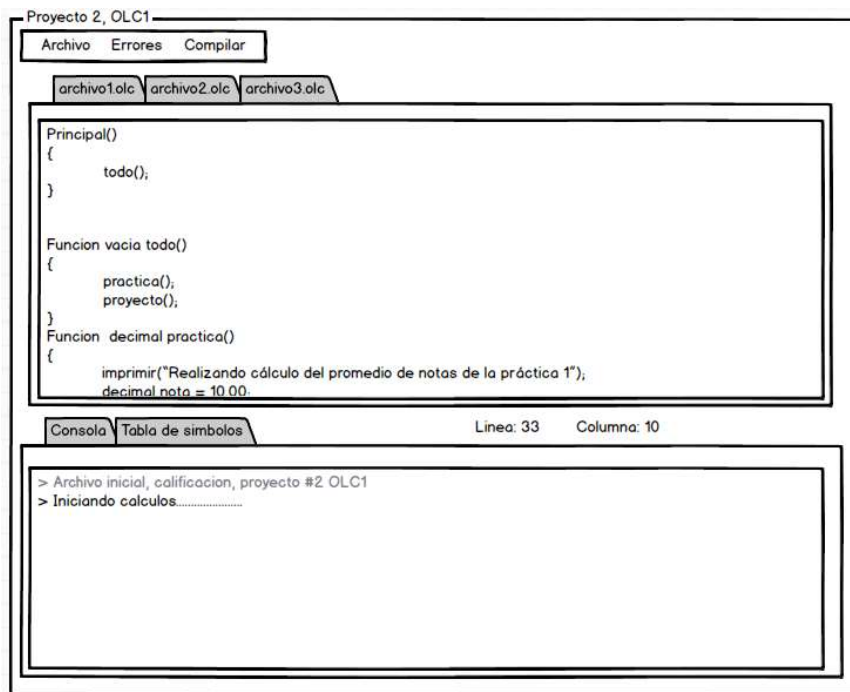 Proyecto 2, OLC1
Archivo Errores Compilar
archivo1.olc archivo2.olc archivo3.olc
Principal()
{
todo();
}
Funcion vacia todo()
{
practica();
proyecto();
}
Funcion decimal practica()
{
imprimir("Realizando cálculo del promedio de notas de la práctica 1");
decimal nota = 10.00;
Consola Tabla de simbolos Linea: 33 Columna: 10
> Archivo inicial, calificacion, proyecto #2 OLC1
> Iniciando calculos......................